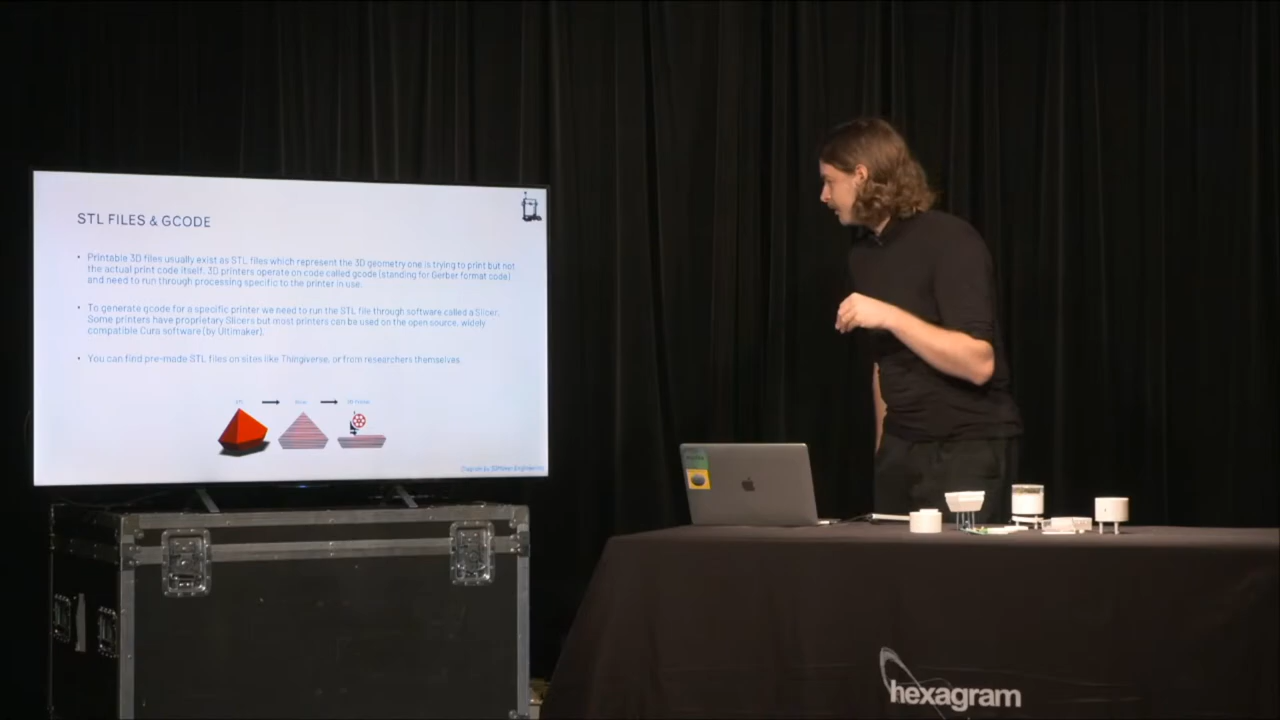 STL FILES & GCODE
• Printable 3D files usually exist as STL files which represent the 3D geometry one is trying to print but not
the actual print code itself. 3D printers operate on code called gcode (standing for Gerber format code)
and need to run through processing specific to the printer in use.
• To generate gcode for a specific printer we need to run the STL file through software called a Slicer.
Some printers have proprietary Slicers but most printers can be used on the open source, widely
compatible Cura software (by Ultimaker).
• You can find pre-made STL files on sites like Thingiverse, or from researchers themselves.
STL
hexagram